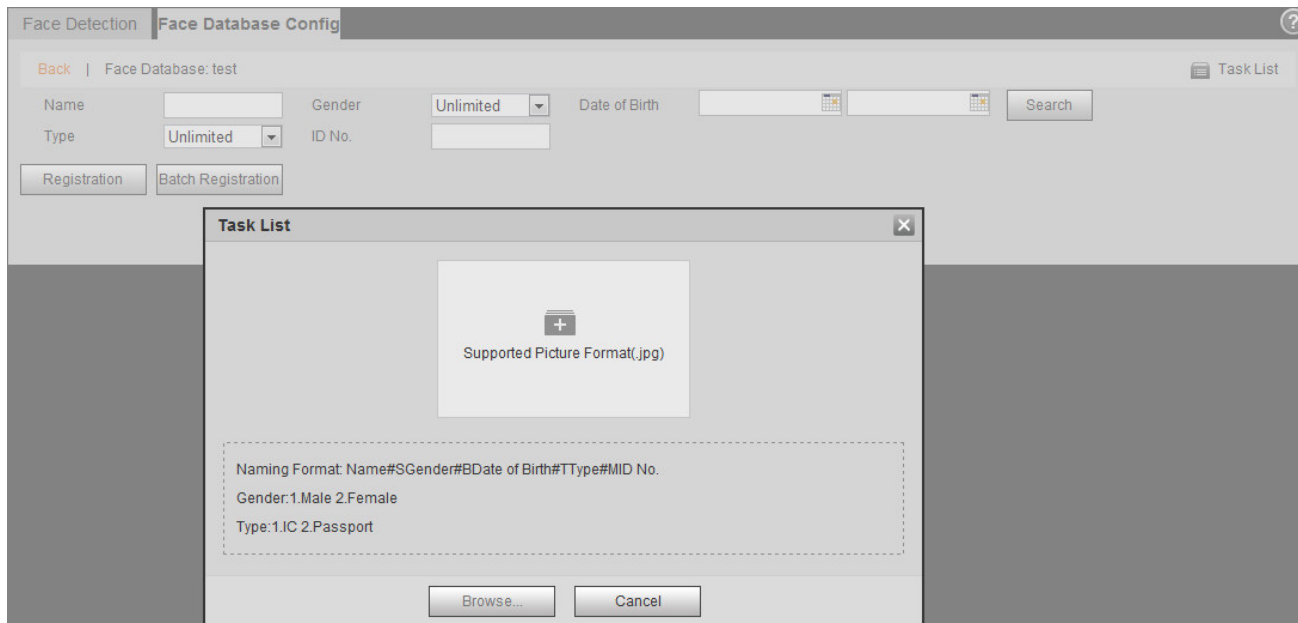 Face Detection Face Database Config ?
Back | Face Database: test Task List
Name Gender Unlimited Date of Birth Search
Type Unlimited ID No.
Registration Batch Registration
Task List
Supported Picture Format(.jpg)
Naming Format: Name#SGender#BDate of Birth#TType#MID No.
Gender:1.Male 2.Female
Type:1.IC 2.Passport
Browse... Cancel